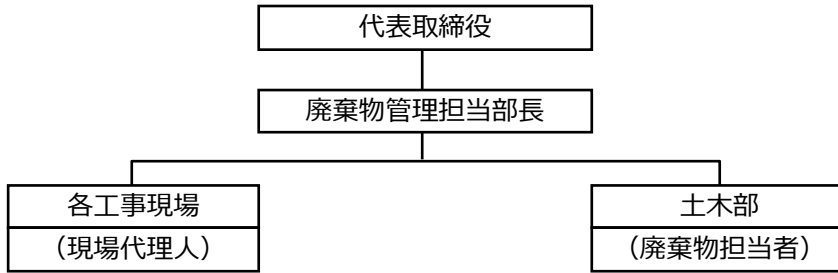 代表取締役
廃棄物管理担当部長
各工事現場
（現場代理人）
土木部
（廃棄物担当者）